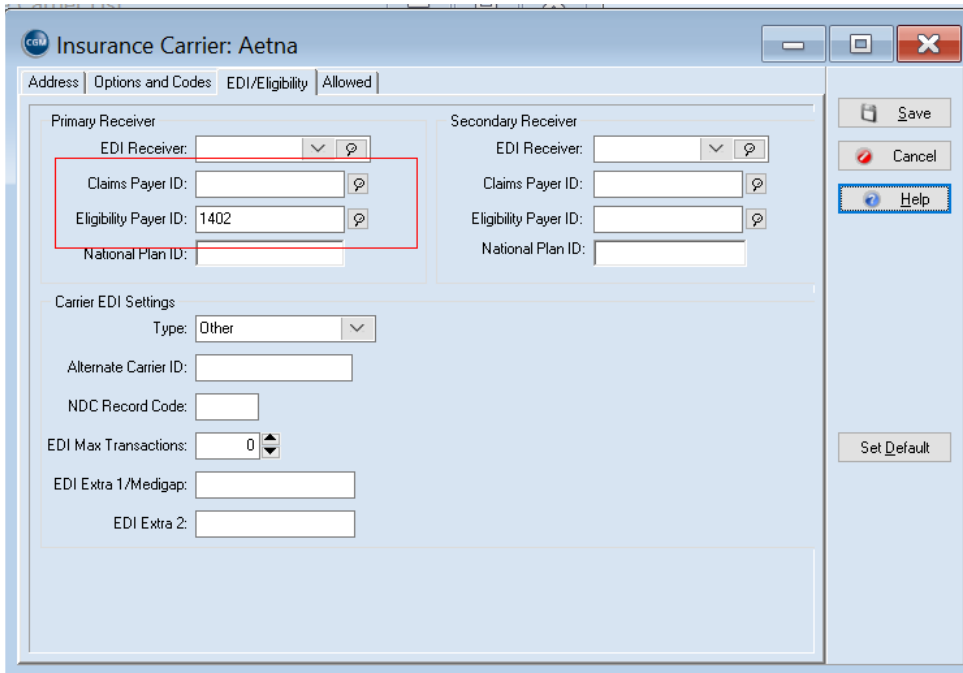 CGM Insurance Carrier: Aetna
Address Options and Codes EDI/Eligibility Allowed
Primary Receiver
EDI Receiver:
Claims Payer ID:
Eligibility Payer ID: 1402
National Plan ID:
Secondary Receiver
EDI Receiver:
Claims Payer ID:
Eligibility Payer ID:
National Plan ID:
Carrier EDI Settings
Type: Other
Alternate Carrier ID:
NDC Record Code:
EDI Max Transactions: 0
EDI Extra 1/Medigap:
EDI Extra 2:
Save
Cancel
Help
Set Default